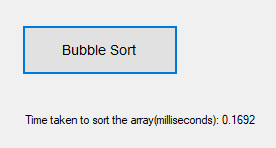 Bubble Sort
Time taken to sort the array(milliseconds): 0.1692